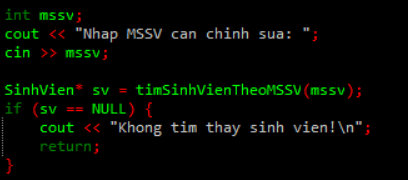 int mssv;
cout << "Nhap MSSV can chinh sua: ";
cin >> mssv;
SinhVien* sv = timSinhVienTheoMSSV(mssv);
if (sv == NULL) {
cout << "Khong tim thay sinh vien!\n";
return;
}